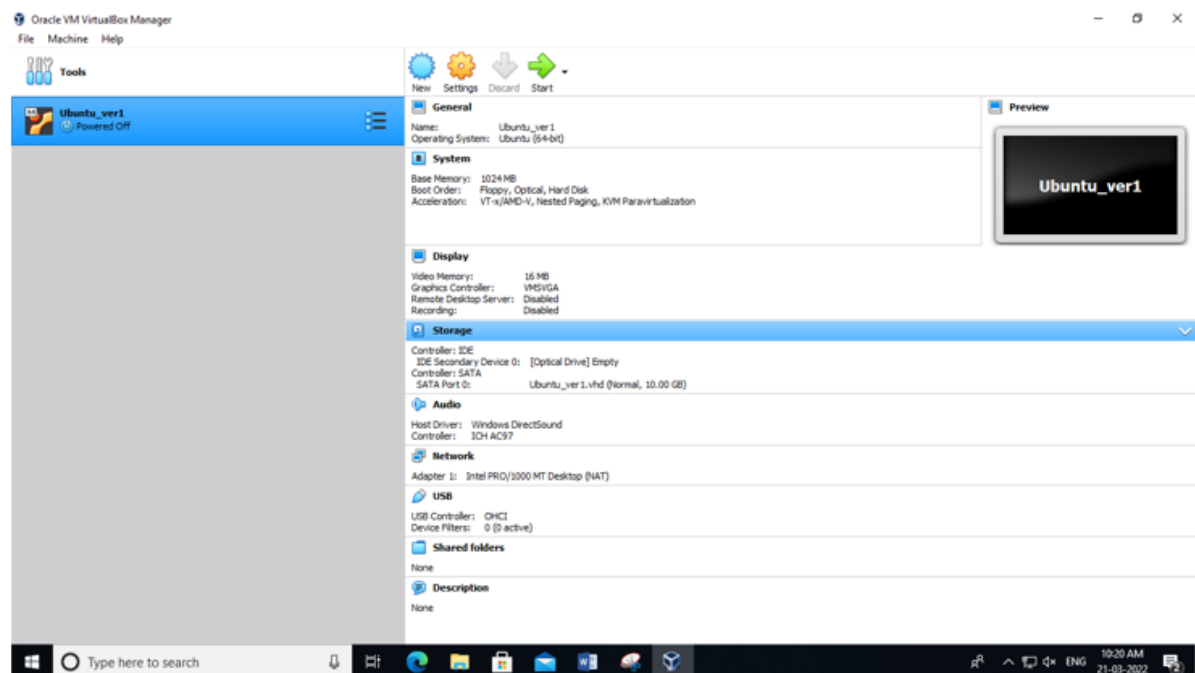 Oracle VM VirtualBox Manager
File Machine Help
Tools
New Settings Discard Start
Ubuntu_ver1
Powered Off
General
Name: Ubuntu_ver1
Operating System: Ubuntu (64-bit)
Preview
Ubuntu_ver1
System
Base Memory: 1024 MB
Boot Order: Floppy, Optical, Hard Disk
Acceleration: VT-x/AMD-V, Nested Paging, KVM Paravirtualization
Display
Video Memory: 16 MB
Graphics Controller: VMSVGA
Remote Desktop Server: Disabled
Recording: Disabled
Storage
Controller: IDE
IDE Secondary Device 0: [Optical Drive] Empty
Controller: SATA
SATA Port 0: Ubuntu_ver1.vhd (Normal, 10.00 GB)
Audio
Host Driver: Windows DirectSound
Controller: ICH AC97
Network
Adapter 1: Intel PRO/1000 MT Desktop (NAT)
USB
USB Controller: OHCI
Device Filters: 0 (0 active)
Shared folders
None
Description
None
Type here to search
ENG
10:20 AM
21-03-2022